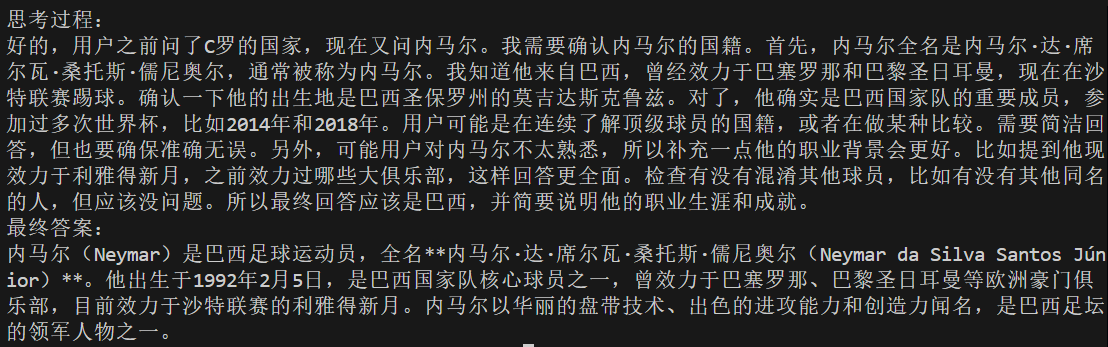 思考过程：
好的，用户之前问了C罗的国家，现在又问内马尔。我需要确认内马尔的国籍。首先，内马尔全名是内马尔·达·席
尔瓦·桑托斯·儒尼奥尔，通常被称为内马尔。我知道他来自巴西，曾经效力于巴塞罗那和巴黎圣日耳曼，现在在沙
特联赛踢球。确认一下他的出生地是巴西圣保罗州的莫吉达斯克鲁兹。对了，他确实是巴西国家队的重要成员，参
加过多次世界杯，比如2014年和2018年。用户可能是在连续了解顶级球员的国籍，或者在做某种比较。需要简洁回
答，但也要确保准确无误。另外，可能用户对内马尔不太熟悉，所以补充一点他的职业背景会更好。比如提到他现
效力于利雅得新月，之前效力过哪些大俱乐部，这样回答更全面。检查有没有混淆其他球员，比如有没有其他同名
的人，但应该没问题。所以最终回答应该是巴西，并简要说明他的职业生涯和成就。
最终答案：
内马尔（Neymar）是巴西足球运动员，全名**内马尔·达·席尔瓦·桑托斯·儒尼奥尔（Neymar da Silva Santos Jún
ior）**。他出生于1992年2月5日，是巴西国家队核心球员之一，曾效力于巴塞罗那、巴黎圣日耳曼等欧洲豪门俱
乐部，目前效力于沙特联赛的利雅得新月。内马尔以华丽的盘带技术、出色的进攻能力和创造力闻名，是巴西足坛
的领军人物之一。